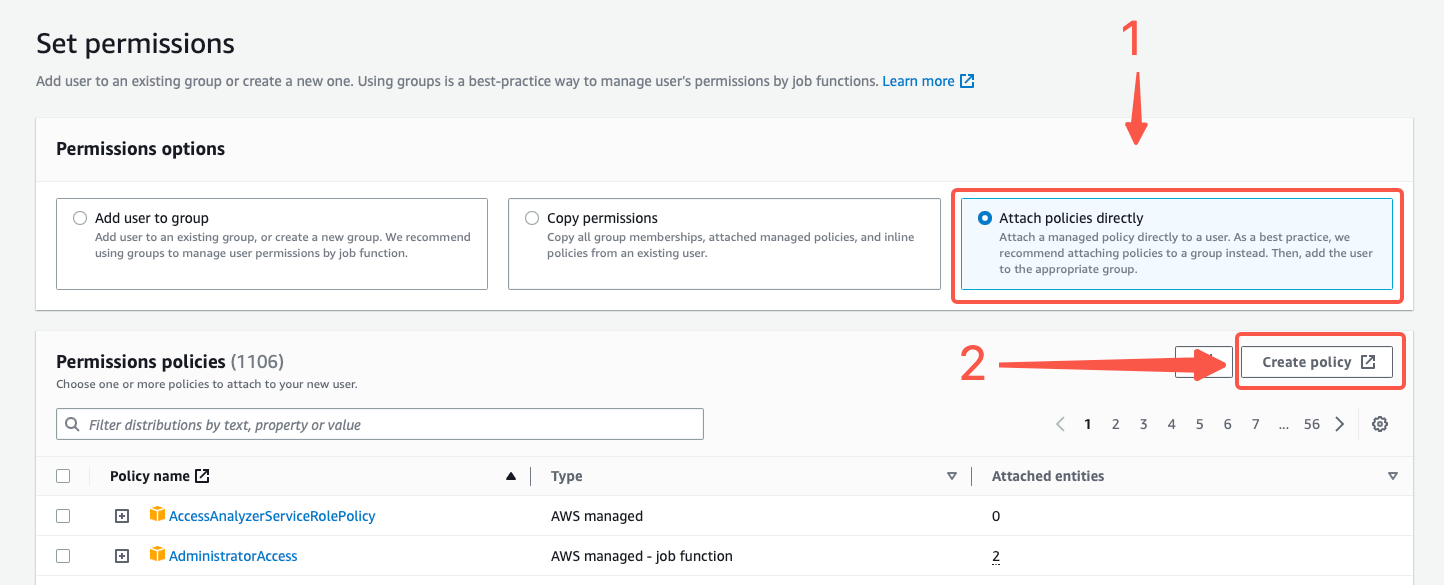 Set permissions
1
Add user to an existing group or create a new one. Using groups is a best-practice way to manage user's permissions by job functions. Learn more
Permissions options
Add user to group
Add user to an existing group, or create a new group. We recommend
using groups to manage user permissions by job function.
Copy permissions
Copy all group memberships, attached managed policies, and inline
policies from an existing user.
Attach policies directly
Attach a managed policy directly to a user. As a best practice, we
recommend attaching policies to a group instead. Then, add the user
to the appropriate group.
Permissions policies (1106)
Choose one or more policies to attach to your new user.
2
Create policy
Filter distributions by text, property or value
1 2 3 4 5 6 7 ... 56
Policy name Type Attached entities
AccessAnalyzerServiceRolePolicy AWS managed 0
AdministratorAccess AWS managed - job function 2